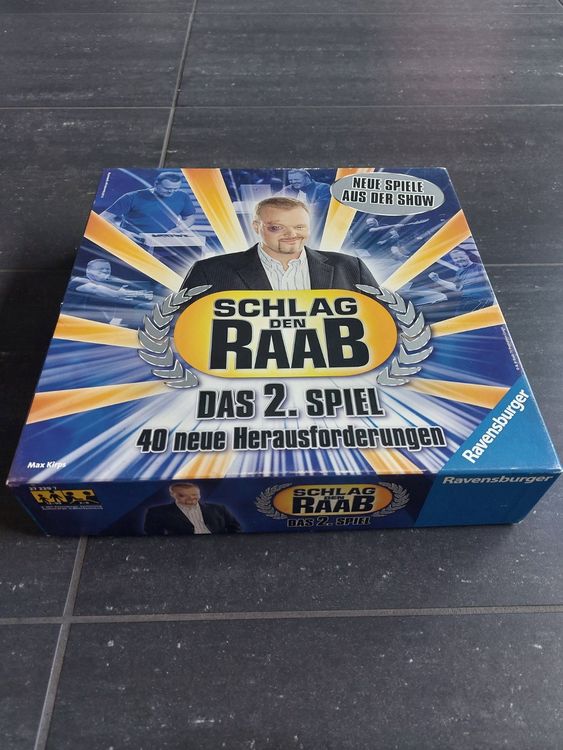 NEUE SPIELE
AUS DER SHOW
SCHLAG
DEN
RAAB
DAS 2. SPIEL
40 neue Herausforderungen
Max Kirps
Ravensburger
Ravensburger
SCHLAG
DEN
RAAB
DAS 2. SPIEL